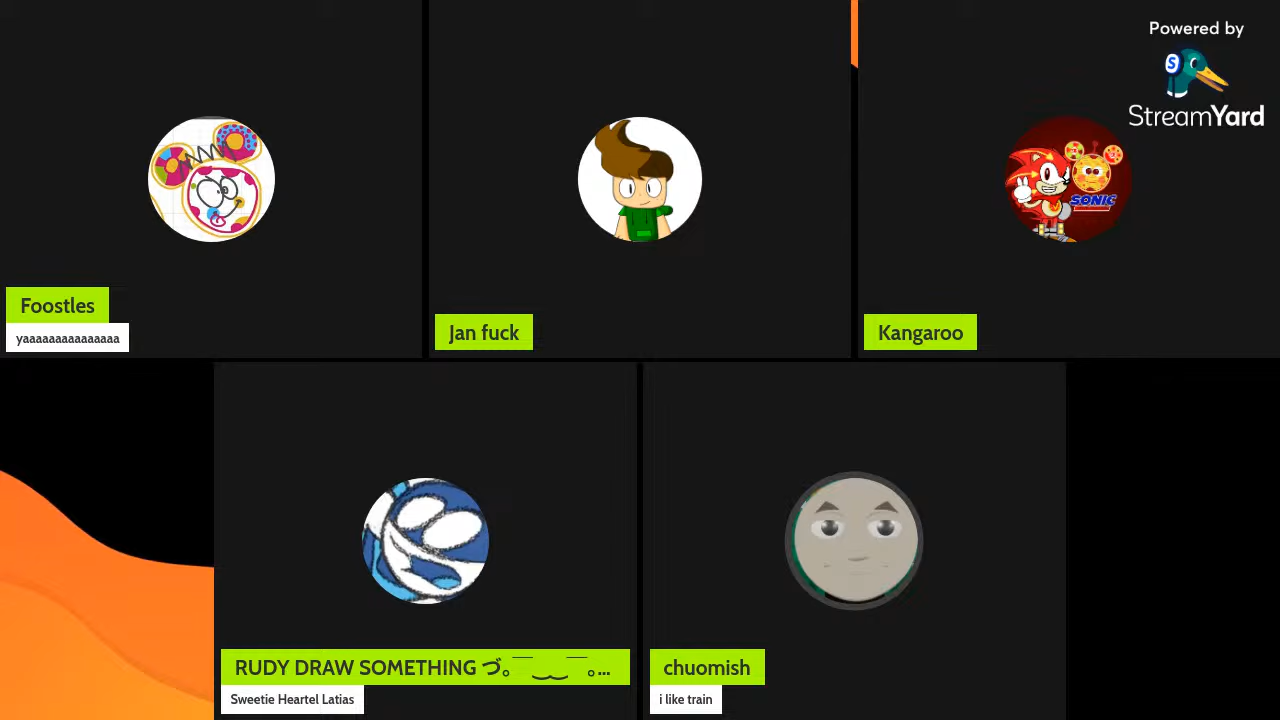 Powered by
StreamYard
SONIC
Foostles
yaaaaaaaaaaaaaaa
Jan fuck
Kangaroo
RUDY DRAW SOMETHING づ。￣ ‿‿ ￣。...
Sweetie Heartel Latias
chuomish
i like train